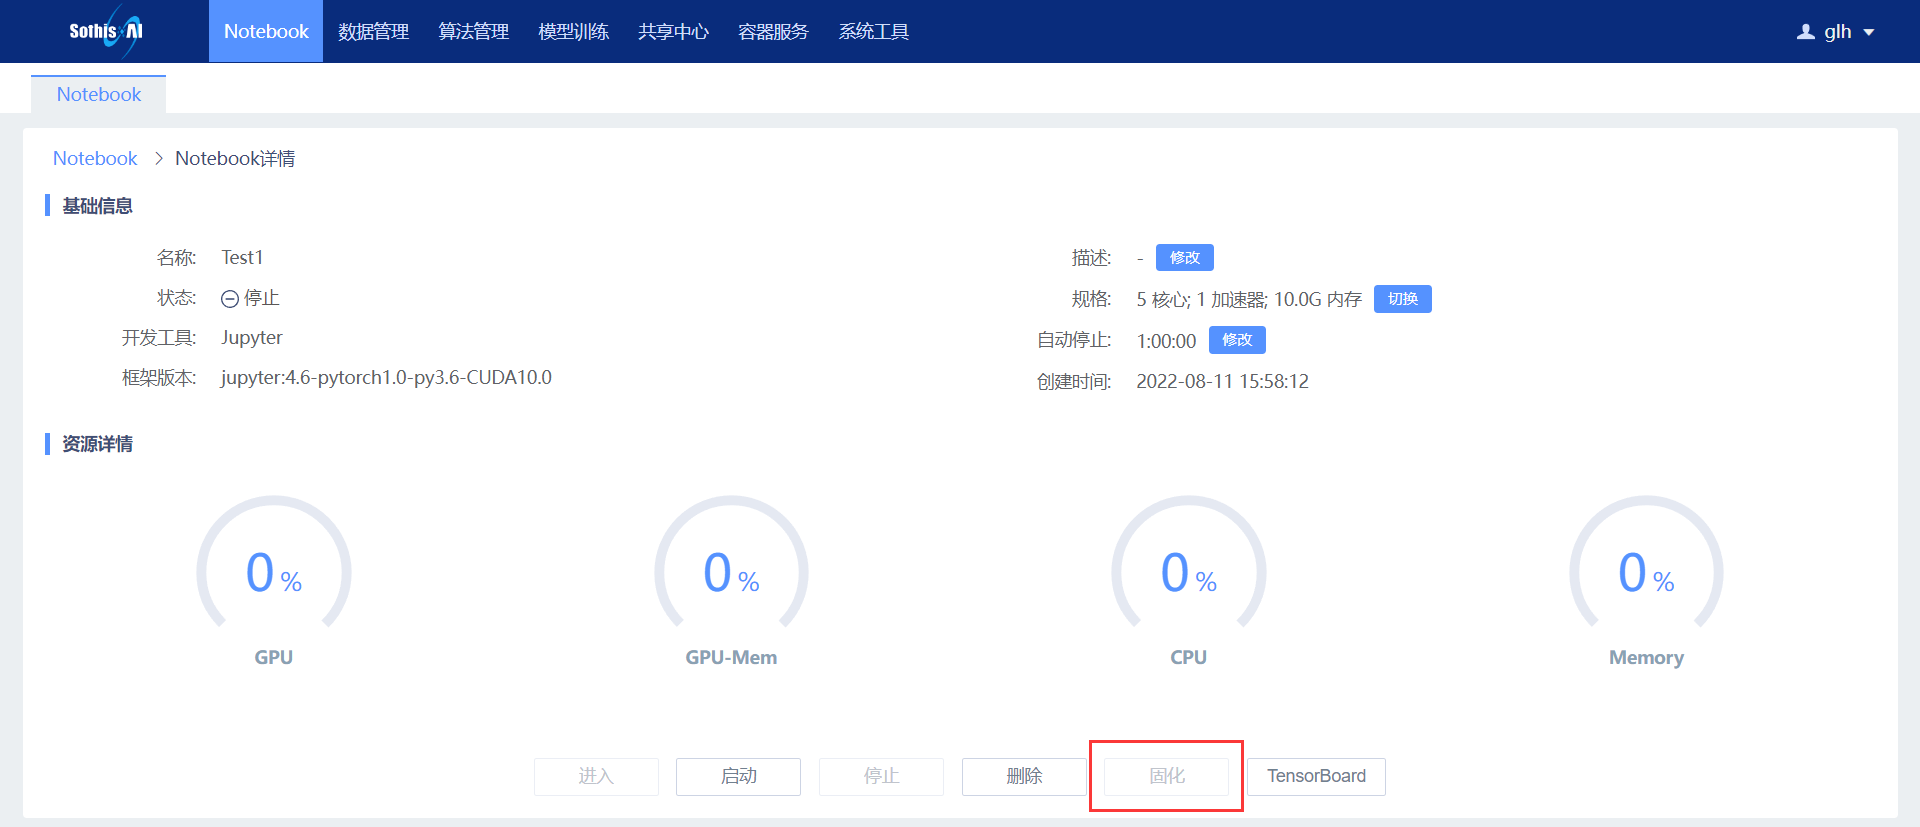 SothisAI Notebook 数据管理 算法管理 模型训练 共享中心 容器服务 系统工具 glh
Notebook
Notebook > Notebook详情
基础信息
名称: Test1
描述: - 修改
状态: 停止
规格: 5 核心; 1 加速器; 10.0G 内存 切换
开发工具: Jupyter
自动停止: 1:00:00 修改
框架版本: jupyter:4.6-pytorch1.0-py3.6-CUDA10.0
创建时间: 2022-08-11 15:58:12
资源详情
0 % 0 % 0 % 0 %
GPU GPU-Mem CPU Memory
进入 启动 停止 删除 固化 TensorBoard